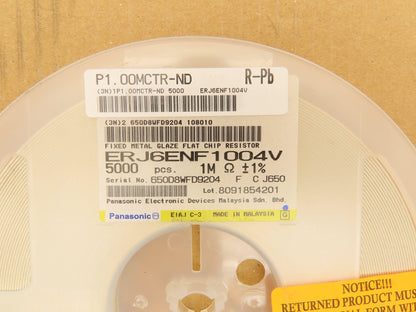 P1.00MCTR-ND
R-Pb
(3N)1P1.00MCTR-ND 5000 ERJ6ENF1004V
(3N)2 650D8WFD9204 108010
FIXED METAL GLAZE FLAT CHIP RESISTOR
ERJ6ENF1004V
5000 pcs. 1M Ω ±1%
Serial No. 650D8WFD9204 F C J650
Lot. 8091854201
Panasonic Electronic Devices Malaysia Sdn. Bhd.
Panasonic EIAJ C-3 MADE IN MALAYSIA G
NOTICE!!!
RETURNED PRODUCT MUS
FORM WIT